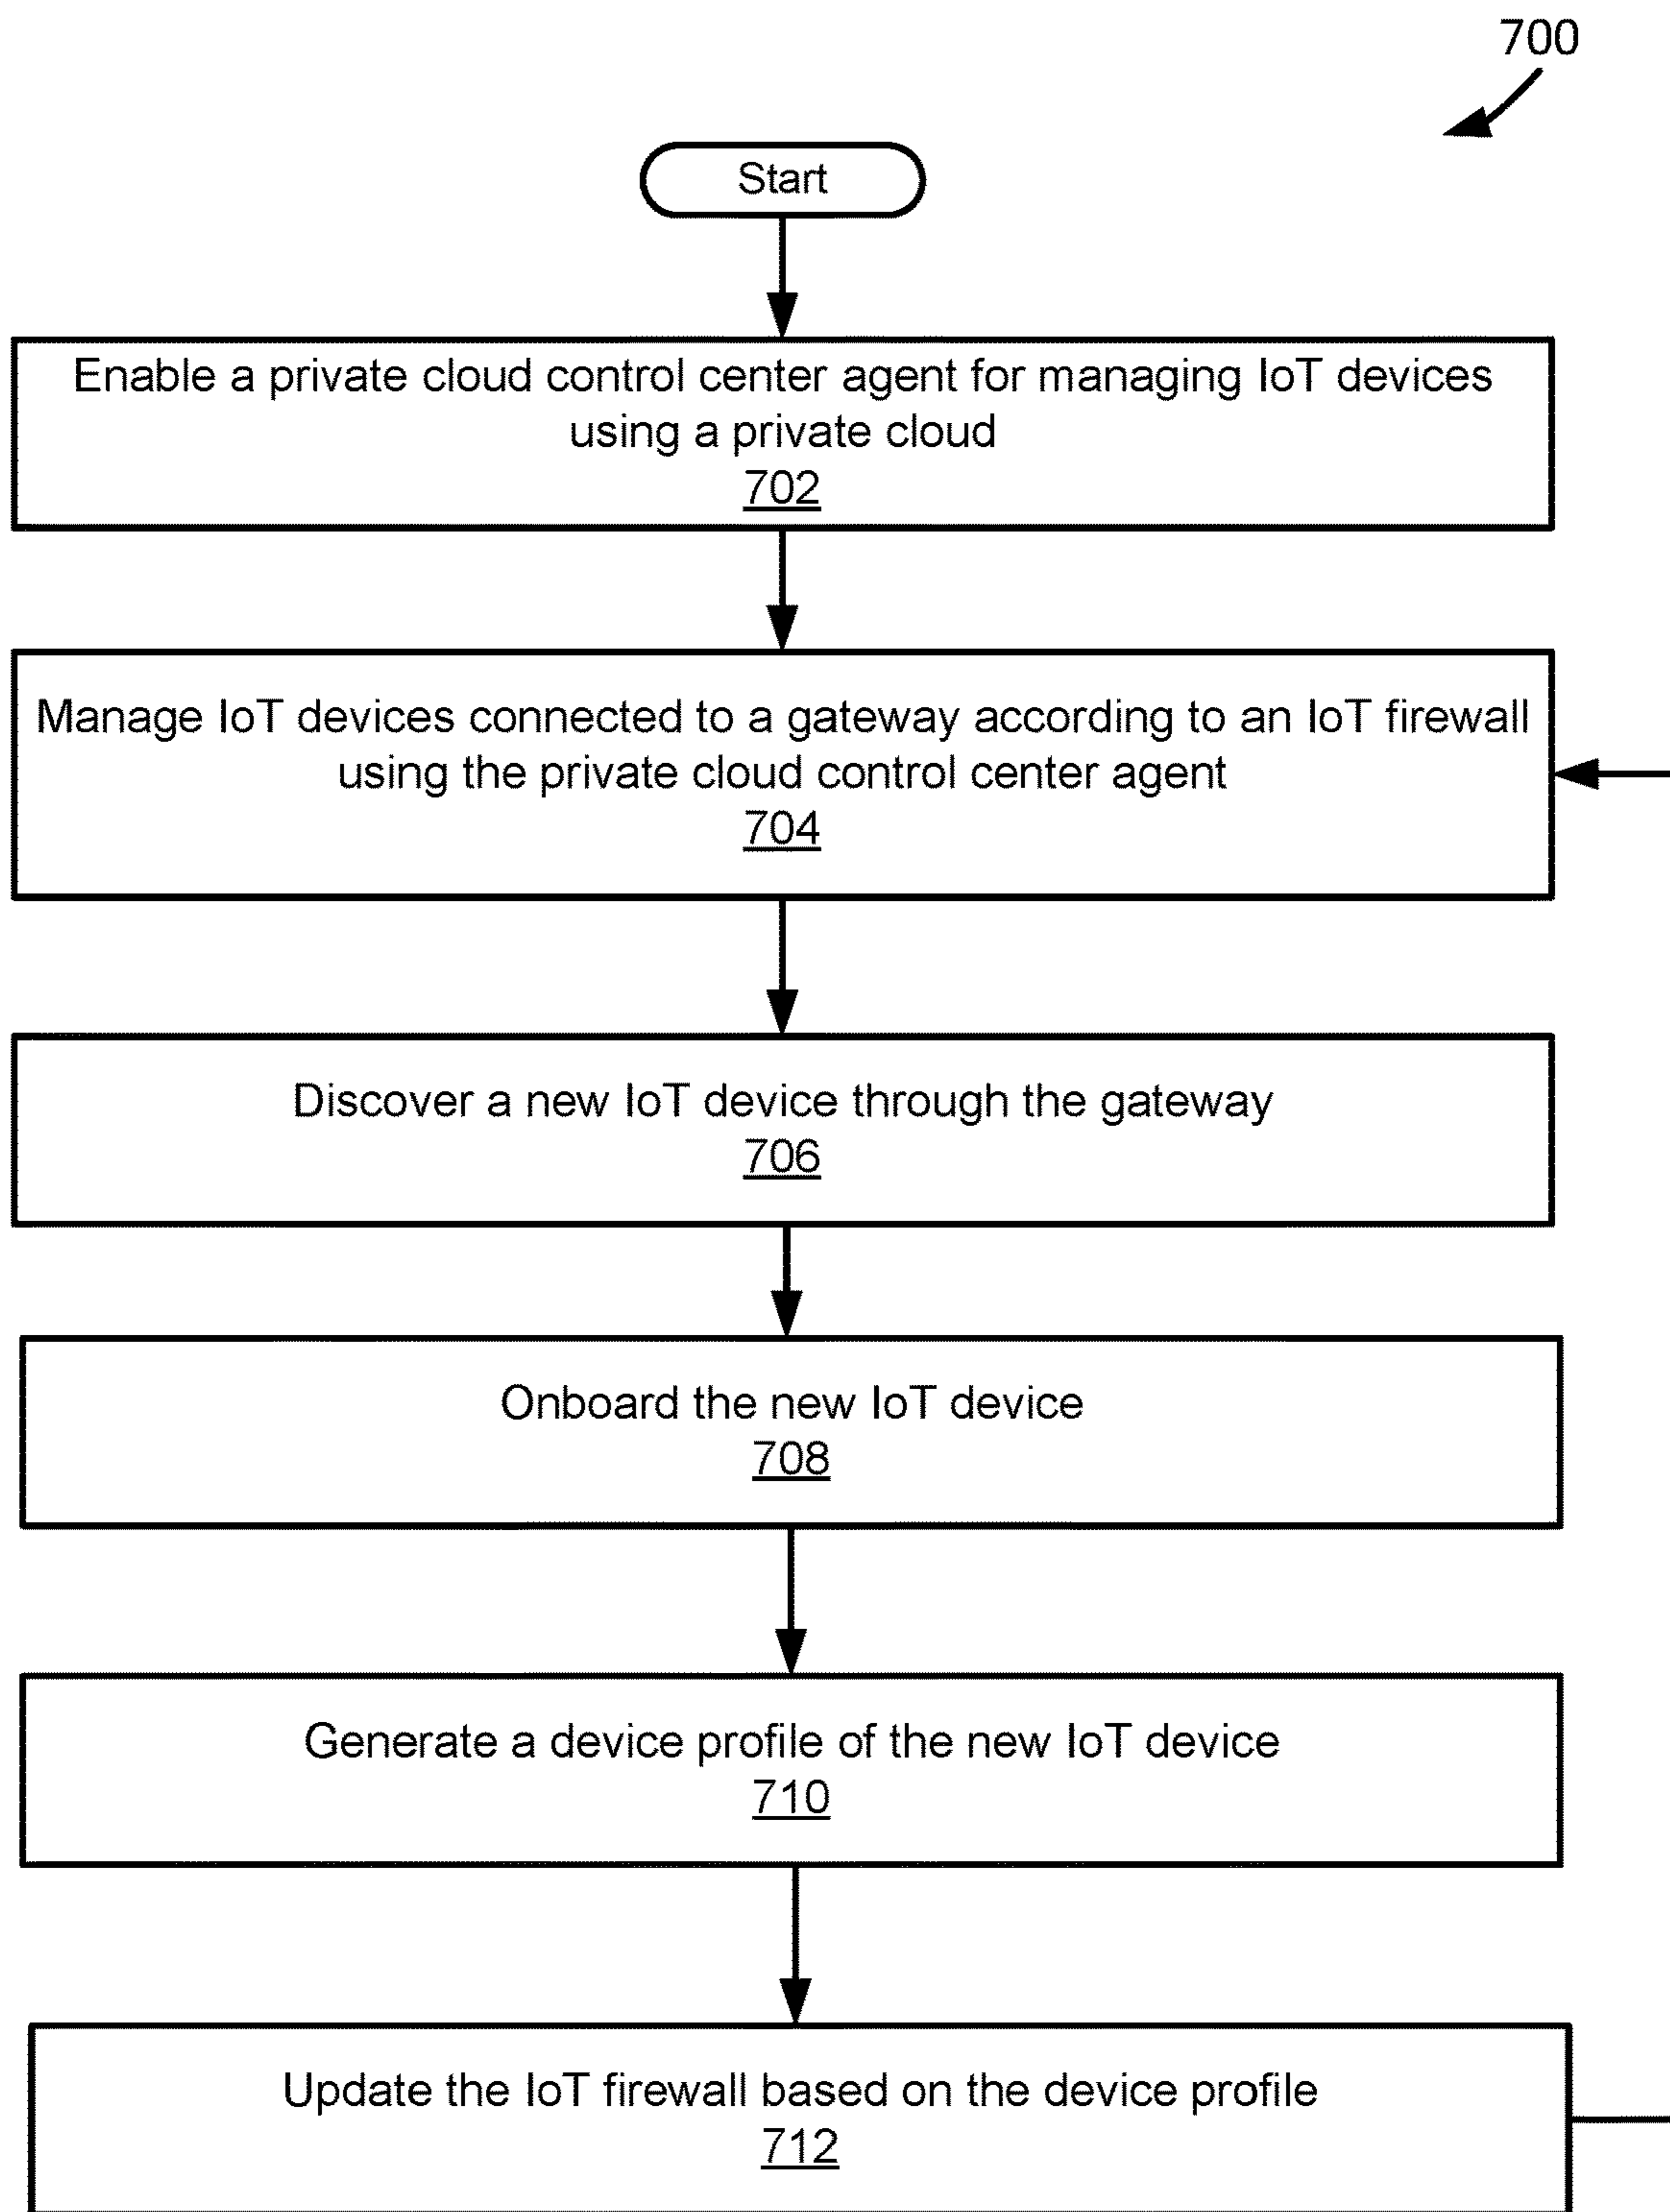 700
Start
Enable a private cloud control center agent for managing IoT devices
using a private cloud
702
Manage IoT devices connected to a gateway according to an IoT firewall
using the private cloud control center agent
704
Discover a new IoT device through the gateway
706
Onboard the new IoT device
708
Generate a device profile of the new IoT device
710
Update the IoT firewall based on the device profile
712